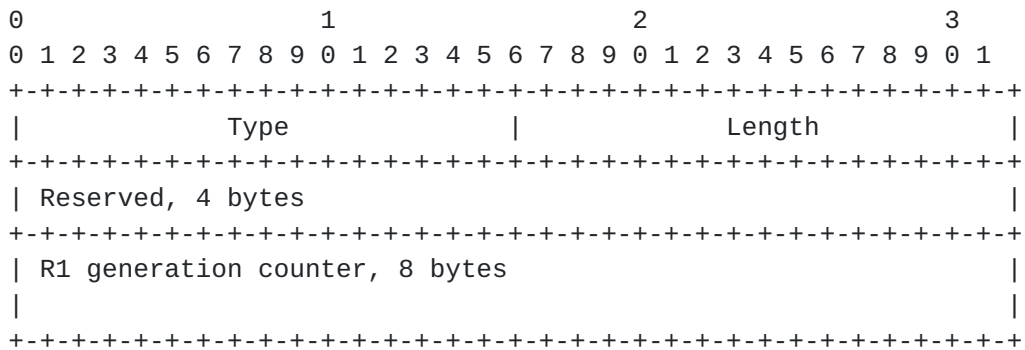 0                   1                   2                   3
0 1 2 3 4 5 6 7 8 9 0 1 2 3 4 5 6 7 8 9 0 1 2 3 4 5 6 7 8 9 0 1
+-+-+-+-+-+-+-+-+-+-+-+-+-+-+-+-+-+-+-+-+-+-+-+-+-+-+-+-+-+-+-+-+
|             Type              |             Length            |
+-+-+-+-+-+-+-+-+-+-+-+-+-+-+-+-+-+-+-+-+-+-+-+-+-+-+-+-+-+-+-+-+
| Reserved, 4 bytes                                             |
+-+-+-+-+-+-+-+-+-+-+-+-+-+-+-+-+-+-+-+-+-+-+-+-+-+-+-+-+-+-+-+-+
| R1 generation counter, 8 bytes                                |
|                                                               |
+-+-+-+-+-+-+-+-+-+-+-+-+-+-+-+-+-+-+-+-+-+-+-+-+-+-+-+-+-+-+-+-+